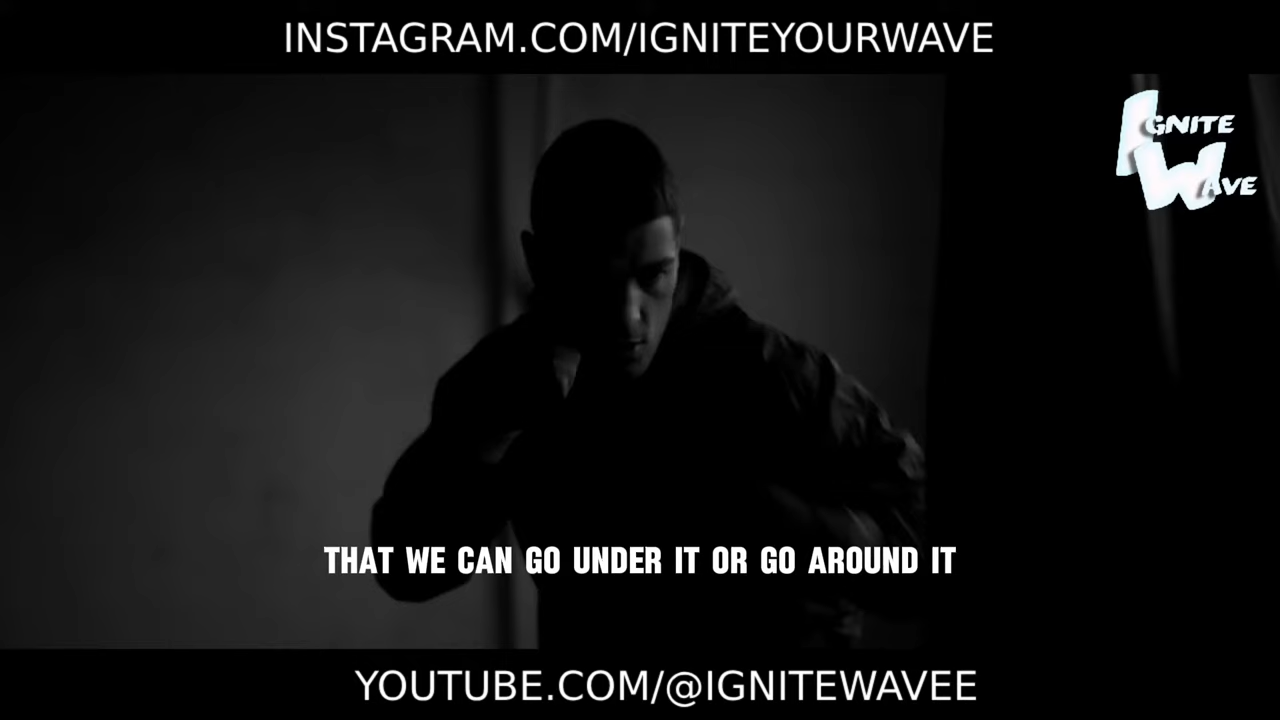 INSTAGRAM.COM/IGNITEYOURWAVE
IGNITE
WAVE
THAT WE CAN GO UNDER IT OR GO AROUND IT
YOUTUBE.COM/@IGNITEWAVEE